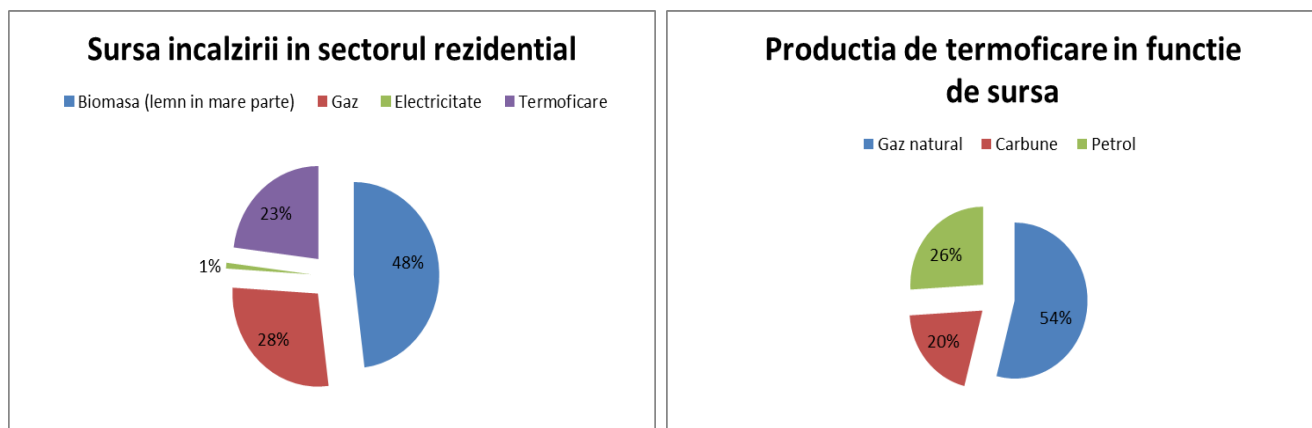 Sursa incalzirii in sectorul rezidential
Biomasa (lemn in mare parte) Gaz Electricitate Termoficare
23%
48%
1%
28%
Productia de termoficare in functie
de sursa
Gaz natural Carbune Petrol
26%
54%
20%